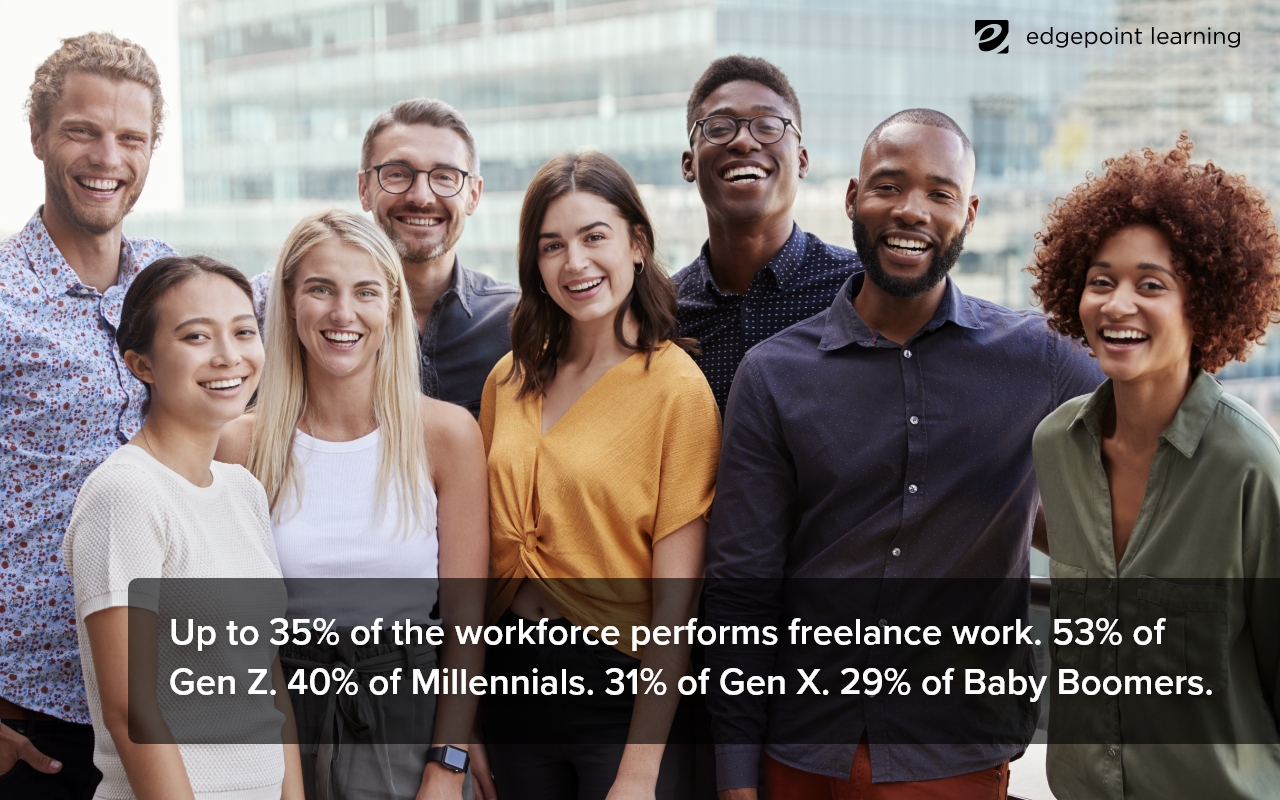 edgepoint learning
Up to 35% of the workforce performs freelance work. 53% of
Gen Z. 40% of Millennials. 31% of Gen X. 29% of Baby Boomers.